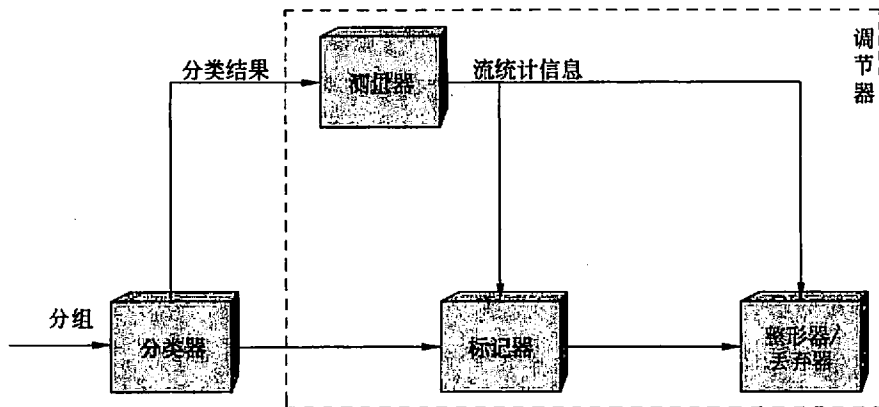 分类结果
测量器
流统计信息
调节器
分组
分类器
标记器
整形器/
丢弃器